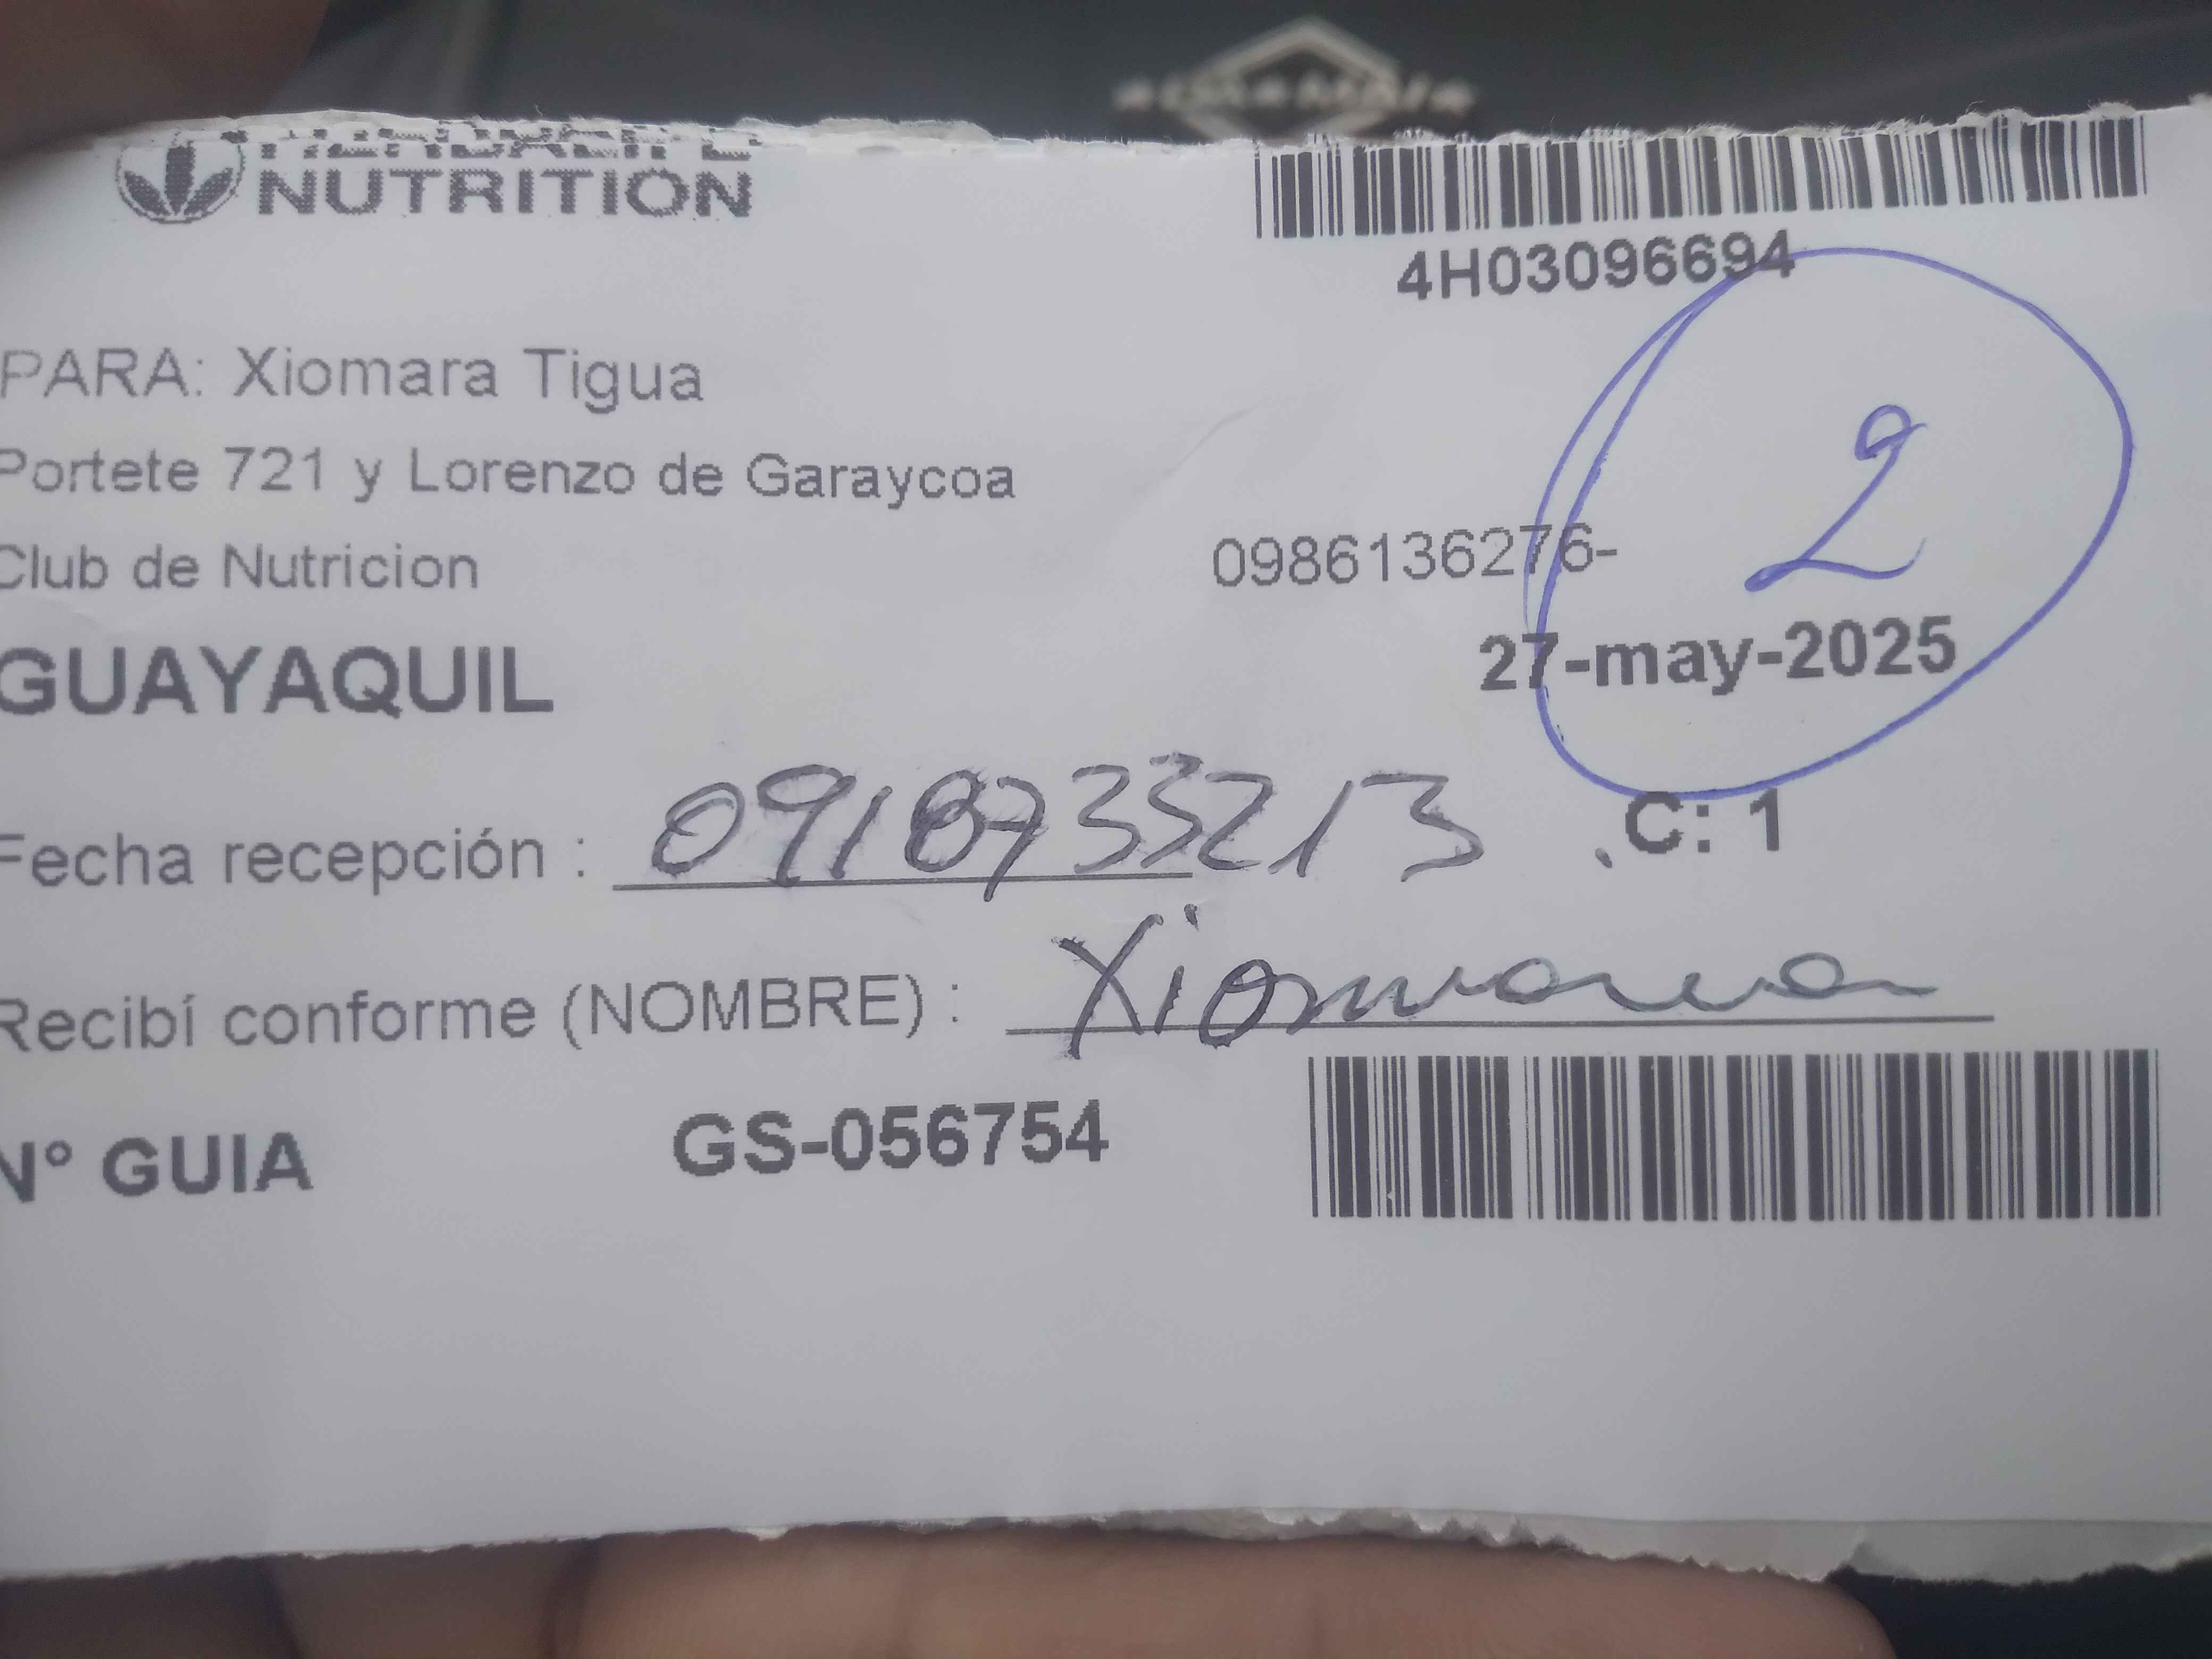 HERBALIFE
NUTRITION
4H03096694
PARA: Xiomara Tigua
Portete 721 y Lorenzo de Garaycoa
Club de Nutricion
0986136276-
2
GUAYAQUIL
27-may-2025
Fecha recepción : 0918733213
C: 1
Recibí conforme (NOMBRE) : Xiomara
N° GUIA GS-056754